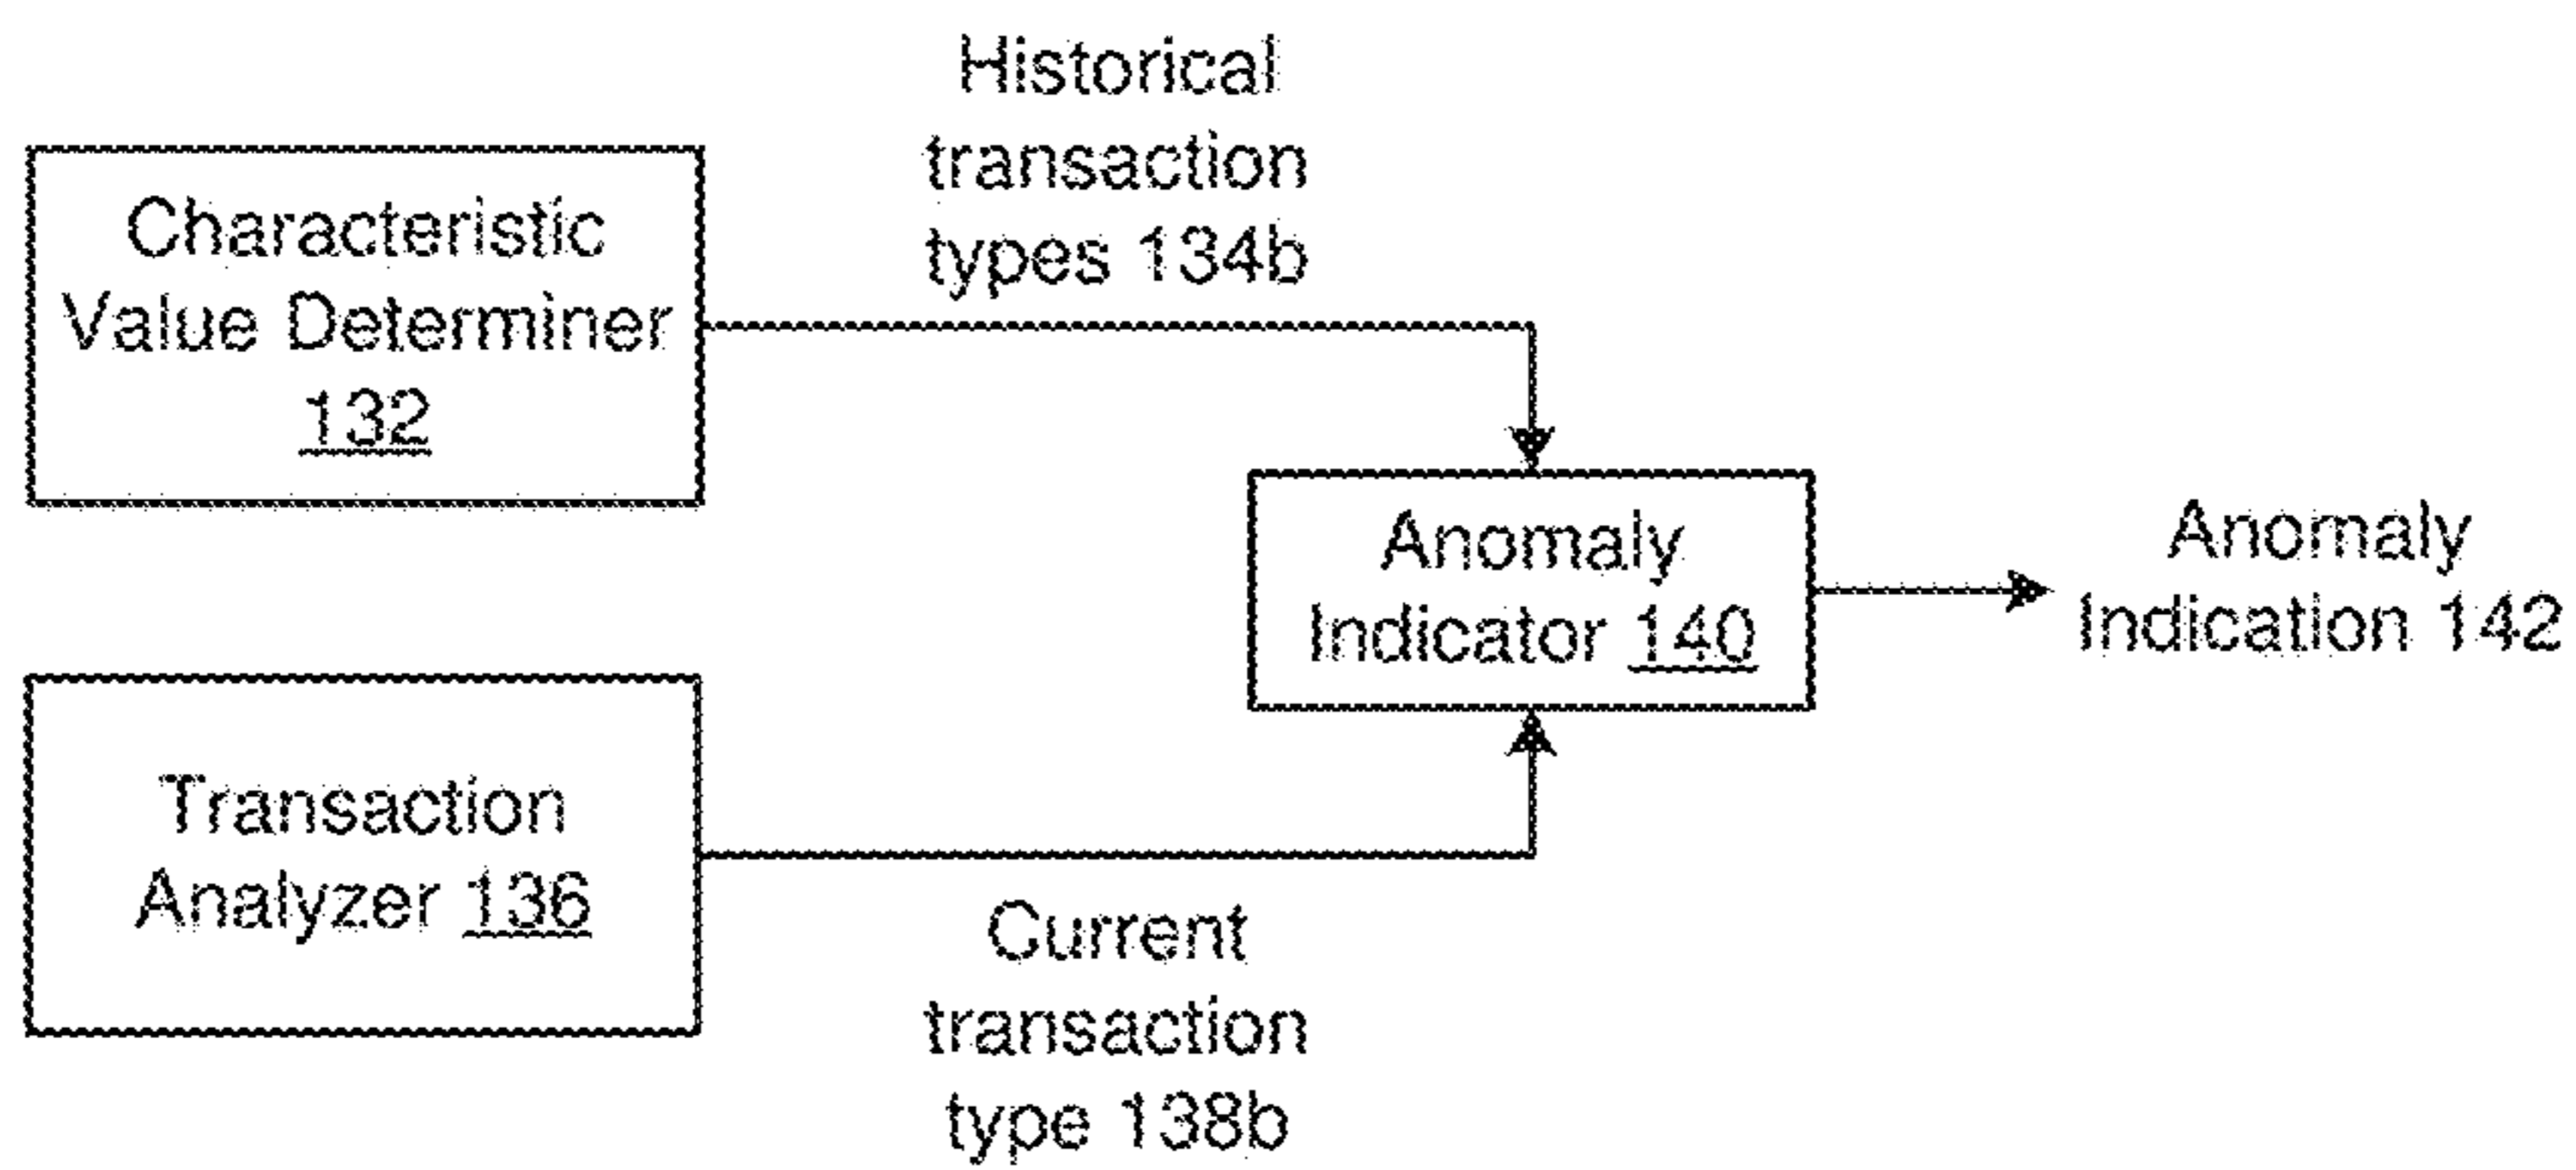 Historical
transaction
types 134b
Characteristic
Value Determiner
132
Anomaly
Indicator 140
Anomaly
Indication 142
Transaction
Analyzer 136
Current
transaction
type 138b